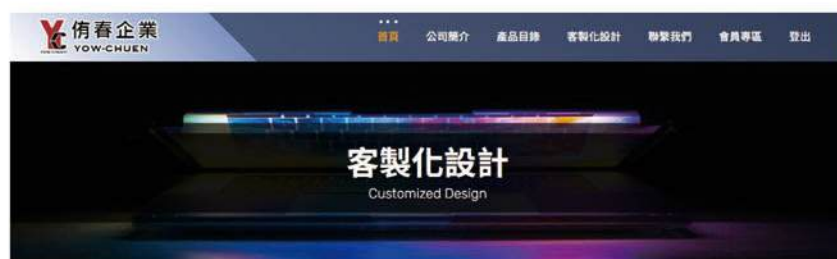 侑春企業
YOW-CHUEN
首頁 公司簡介 產品目錄 客製化設計 聯繫我們 會員專區 登出
客製化設計
Customized Design